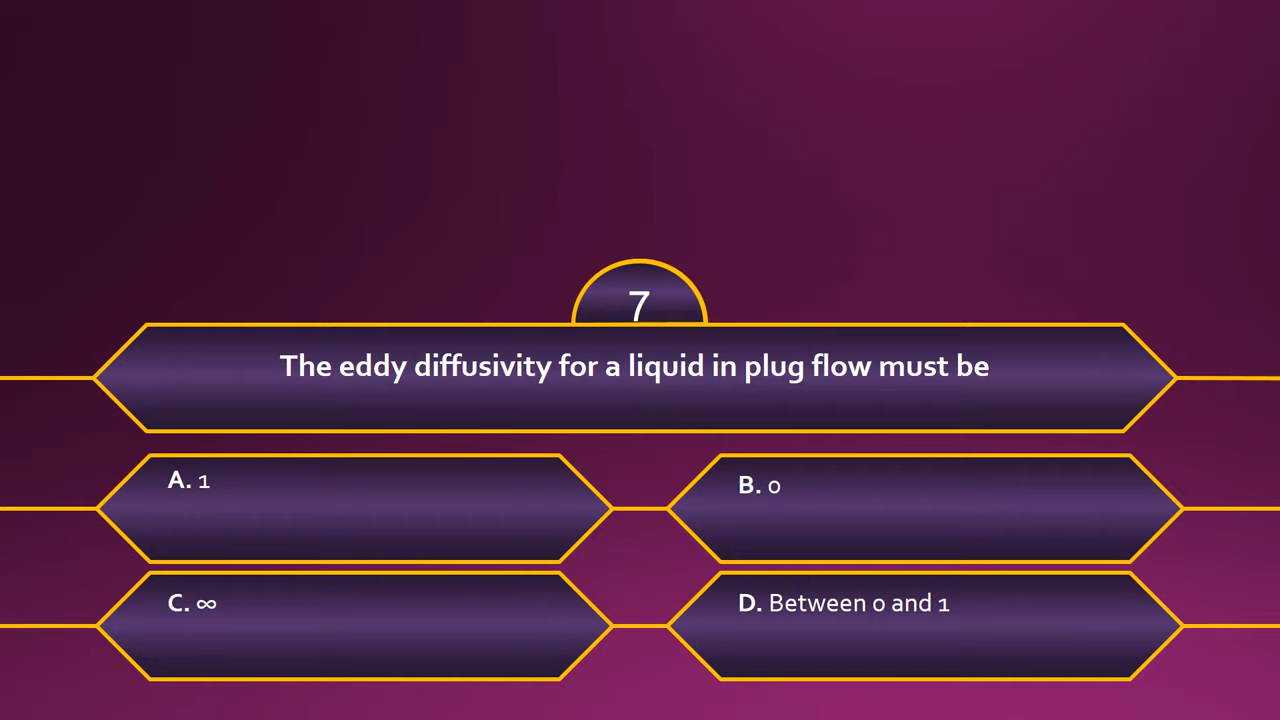 7
The eddy diffusivity for a liquid in plug flow must be
A. 1
B. 0
C. ∞
D. Between 0 and 1